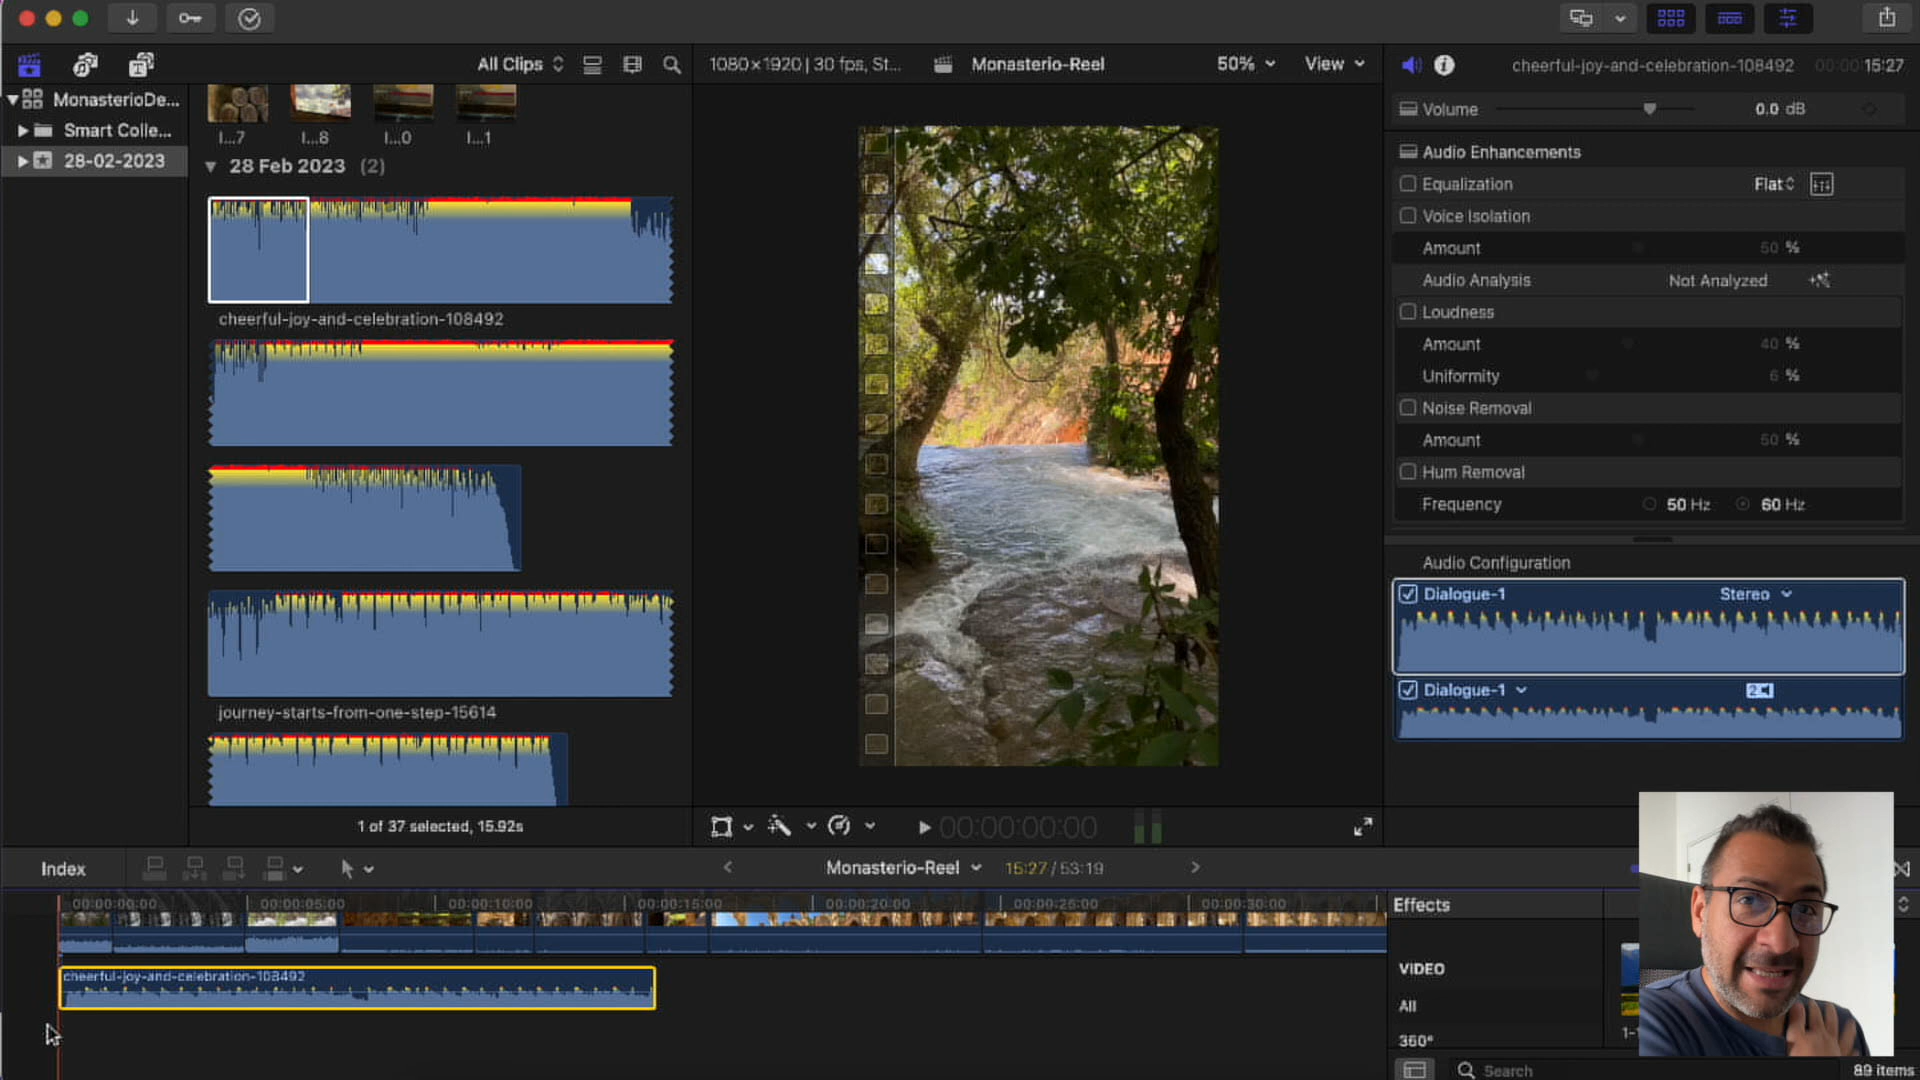 All Clips
1080×1920 | 30 fps, St...
Monasterio-Reel
50%
View
cheerful-joy-and-celebration-108492
00:00:15:27
MonasterioDe...
Smart Colle...
28-02-2023
I...7
I...8
I...0
I...1
28 Feb 2023 (2)
cheerful-joy-and-celebration-108492
journey-starts-from-one-step-15614
1 of 37 selected, 15.92s
00:00:00:00
Volume
0.0 dB
Audio Enhancements
Equalization
Flat
Voice Isolation
Amount
50 %
Audio Analysis
Not Analyzed
Loudness
Amount
40 %
Uniformity
6 %
Noise Removal
Amount
50 %
Hum Removal
Frequency
50 Hz
60 Hz
Audio Configuration
Dialogue-1
Stereo
Dialogue-1
2
Index
Monasterio-Reel
15:27 / 53:19
00:00:00:00
00:00:05:00
00:00:10:00
00:00:15:00
00:00:20:00
00:00:25:00
00:00:30:00
cheerful-joy-and-celebration-108492
Effects
VIDEO
All
360°
1-
Search
89 items